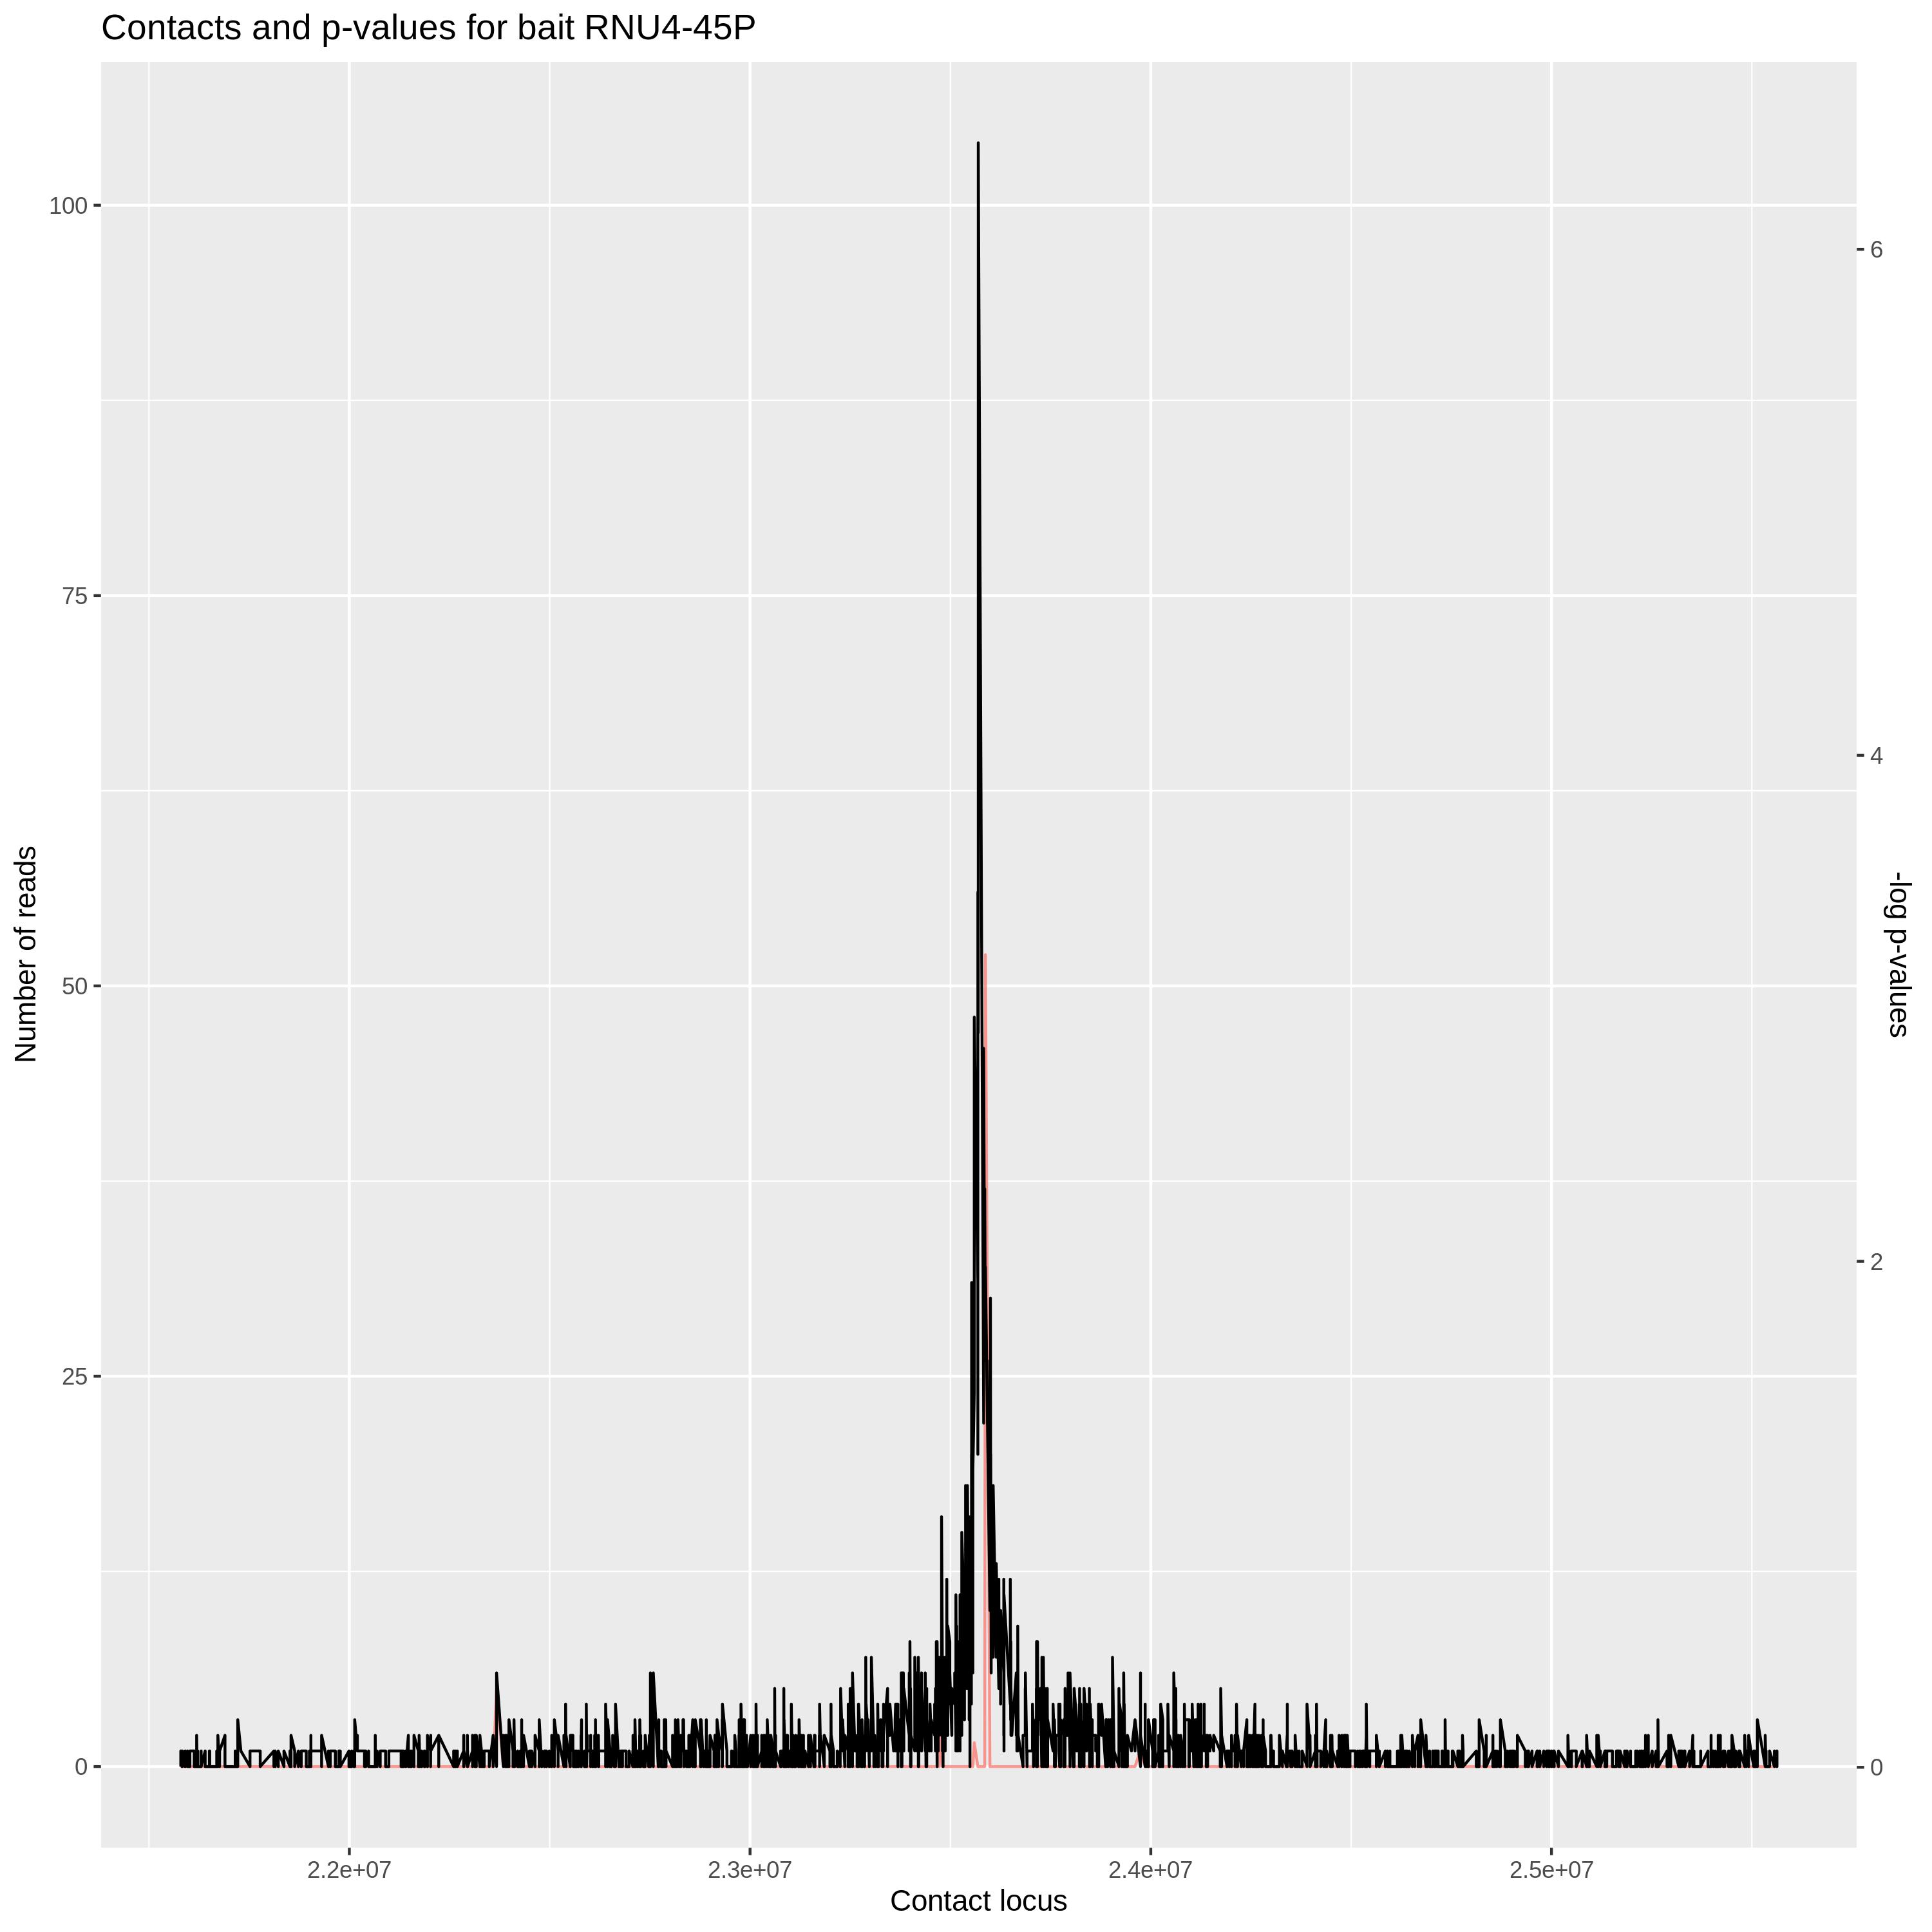 Contacts and p-values for bait RNU4-45P
100
75
50
25
0
Number of reads
6
4
2
0
-log p-values
2.2e+07
2.3e+07
2.4e+07
2.5e+07
Contact locus